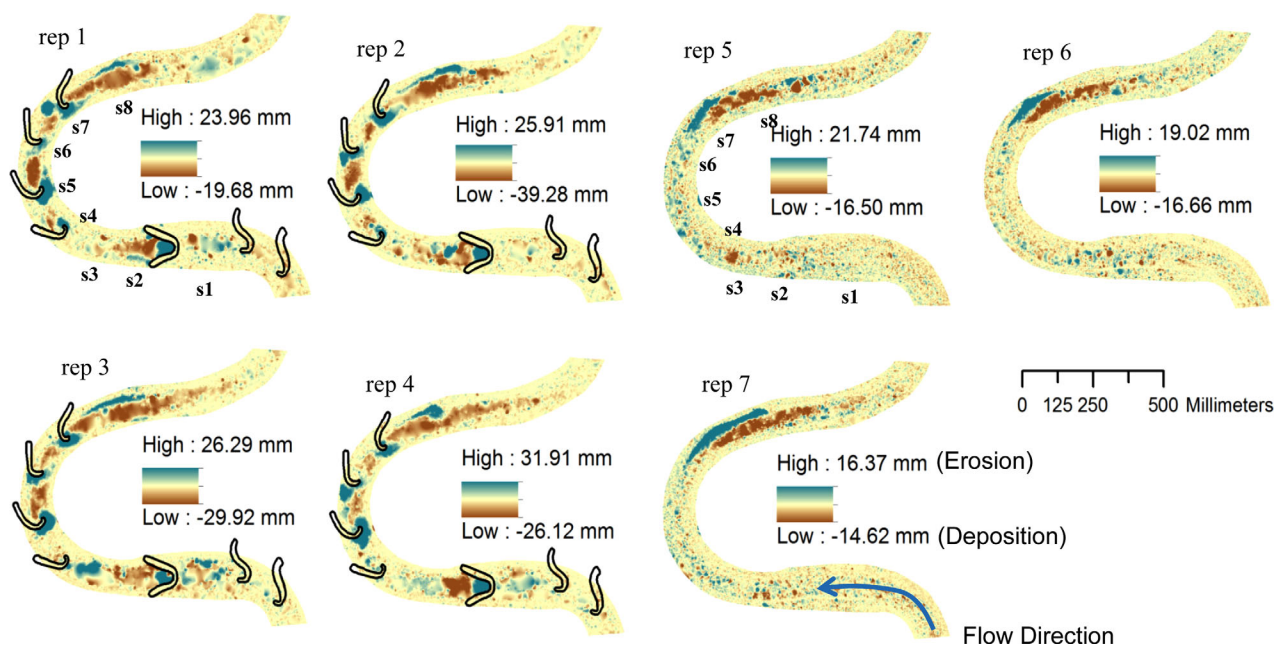 rep 1
s8
High : 23.96 mm
s7
s6
Low : -19.68 mm
s5
s4
s3
s2
s1
rep 2
High : 25.91 mm
Low : -39.28 mm
rep 5
s8
High : 21.74 mm
s7
s6
Low : -16.50 mm
s5
s4
s3
s2
s1
rep 6
High : 19.02 mm
Low : -16.66 mm
rep 3
High : 26.29 mm
Low : -29.92 mm
rep 4
High : 31.91 mm
Low : -26.12 mm
rep 7
High : 16.37 mm (Erosion)
Low : -14.62 mm (Deposition)
Flow Direction
0 125 250 500 Millimeters